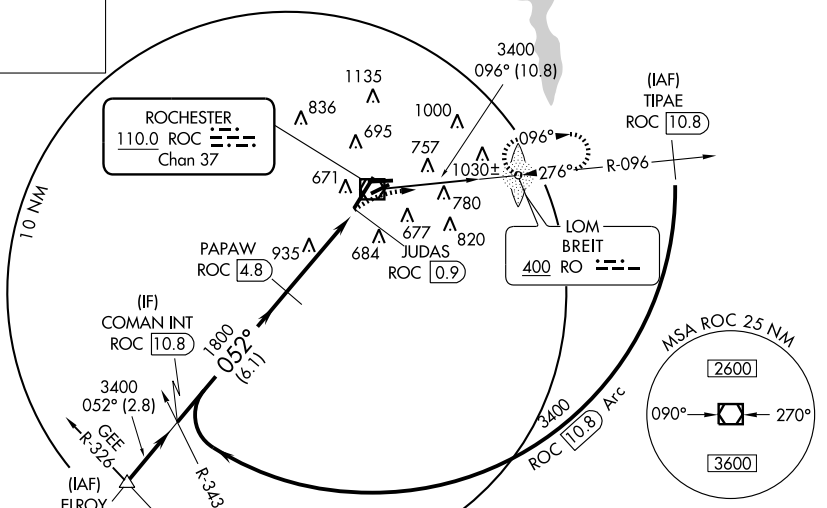 3400
096° (10.8)
(IAF)
TIPAE
ROC 10.8
1135
836
1000
695
ROCHESTER
110.0 ROC
Chan 37
096°
757
1030±
276°
R-096
671
780
10 NM
677
820
LOM
BREIT
400 RO
935
684
JUDAS
ROC 0.9
PAPAW
ROC 4.8
(IF)
COMAN INT
ROC 10.8
1800
052°
(6.1)
MSA ROC 25 NM
2600
090°
270°
3600
3400
052° (2.8)
3400
ROC 10.8 Arc
GEE
R-326
R-343
(IAF)